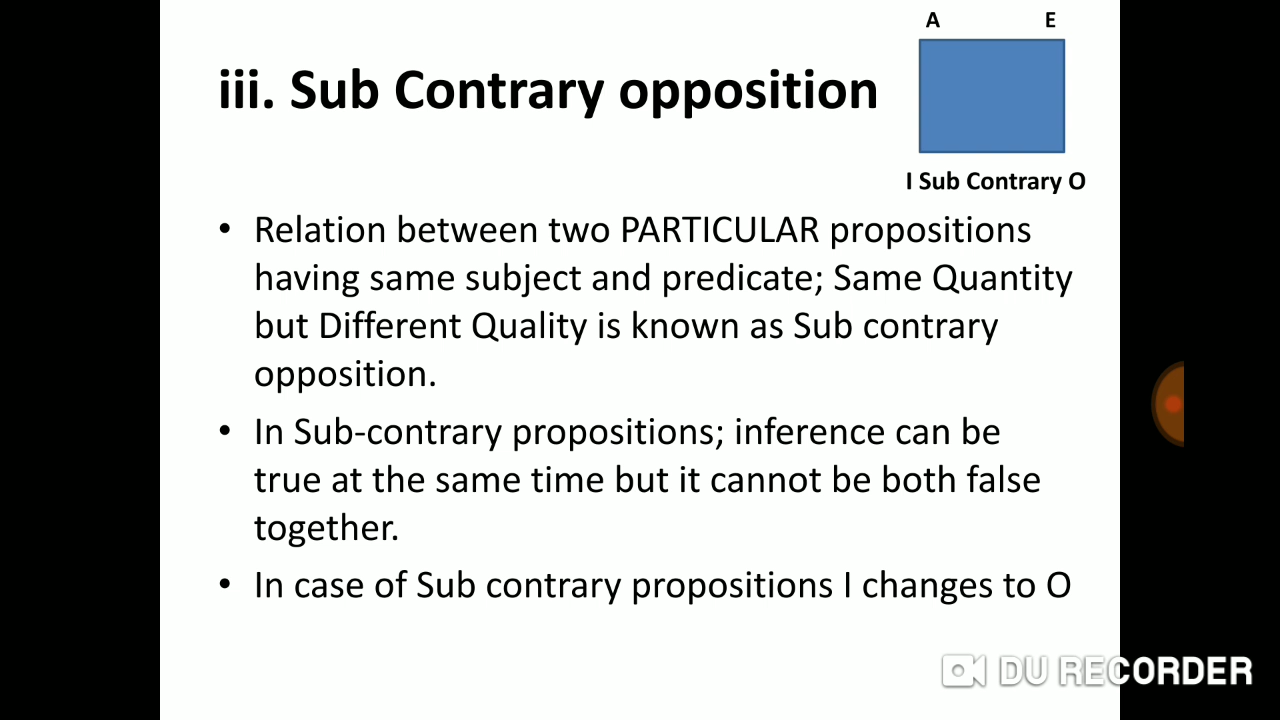 A E
iii. Sub Contrary opposition
I Sub Contrary O
• Relation between two PARTICULAR propositions
having same subject and predicate; Same Quantity
but Different Quality is known as Sub contrary
opposition.
• In Sub-contrary propositions; inference can be
true at the same time but it cannot be both false
together.
• In case of Sub contrary propositions I changes to O
DU RECORDER